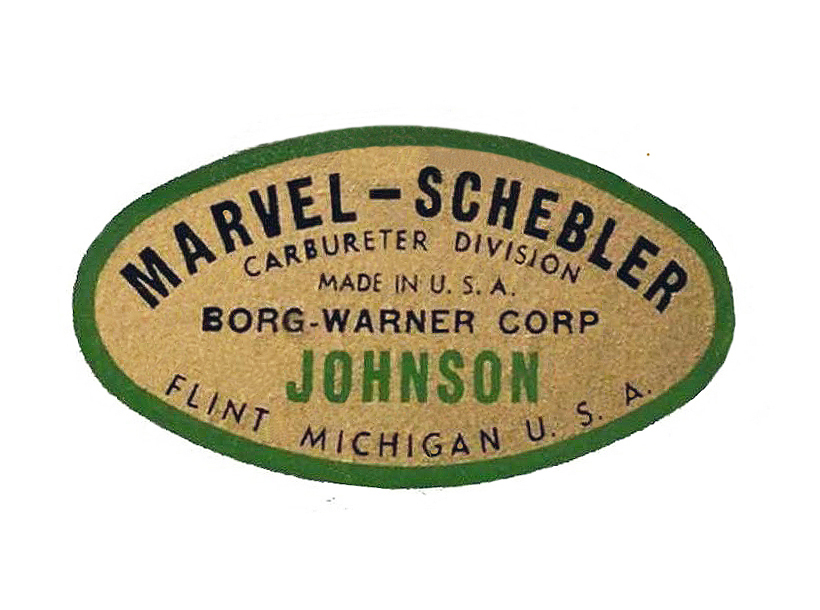 MARVEL-SCHEBLER
CARBURETER DIVISION
MADE IN U. S. A.
BORG-WARNER CORP
JOHNSON
FLINT MICHIGAN U. S. A.